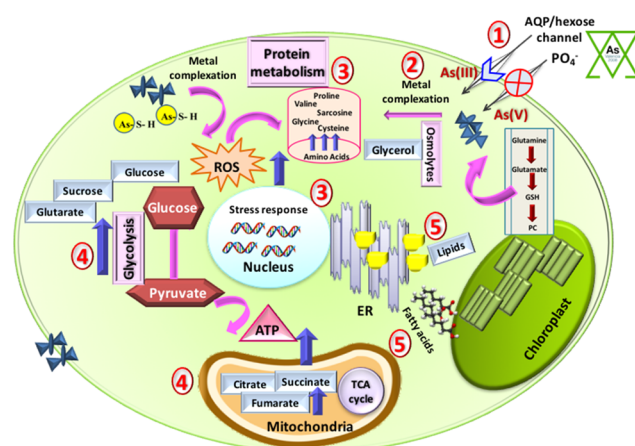 AQP/hexose
channel
PO₄⁻
As
1
As(III)
As(V)
2
Metal
complexation
Osmolytes
Glycerol
Glutamine
Glutamate
GSH
PC
Metal
complexation
As-S-H
As-S-H
ROS
Protein
metabolism
3
Proline
Valine
Sarcosine
Glycine
Cysteine
Amino Acids
3
Stress response
Nucleus
Glucose
Sucrose
Glutarate
4
Glycolysis
Glucose
Pyruvate
ATP
5
Lipids
ER
Fatty acids
Chloroplast
5
4
Citrate
Succinate
Fumarate
TCA
cycle
Mitochondria